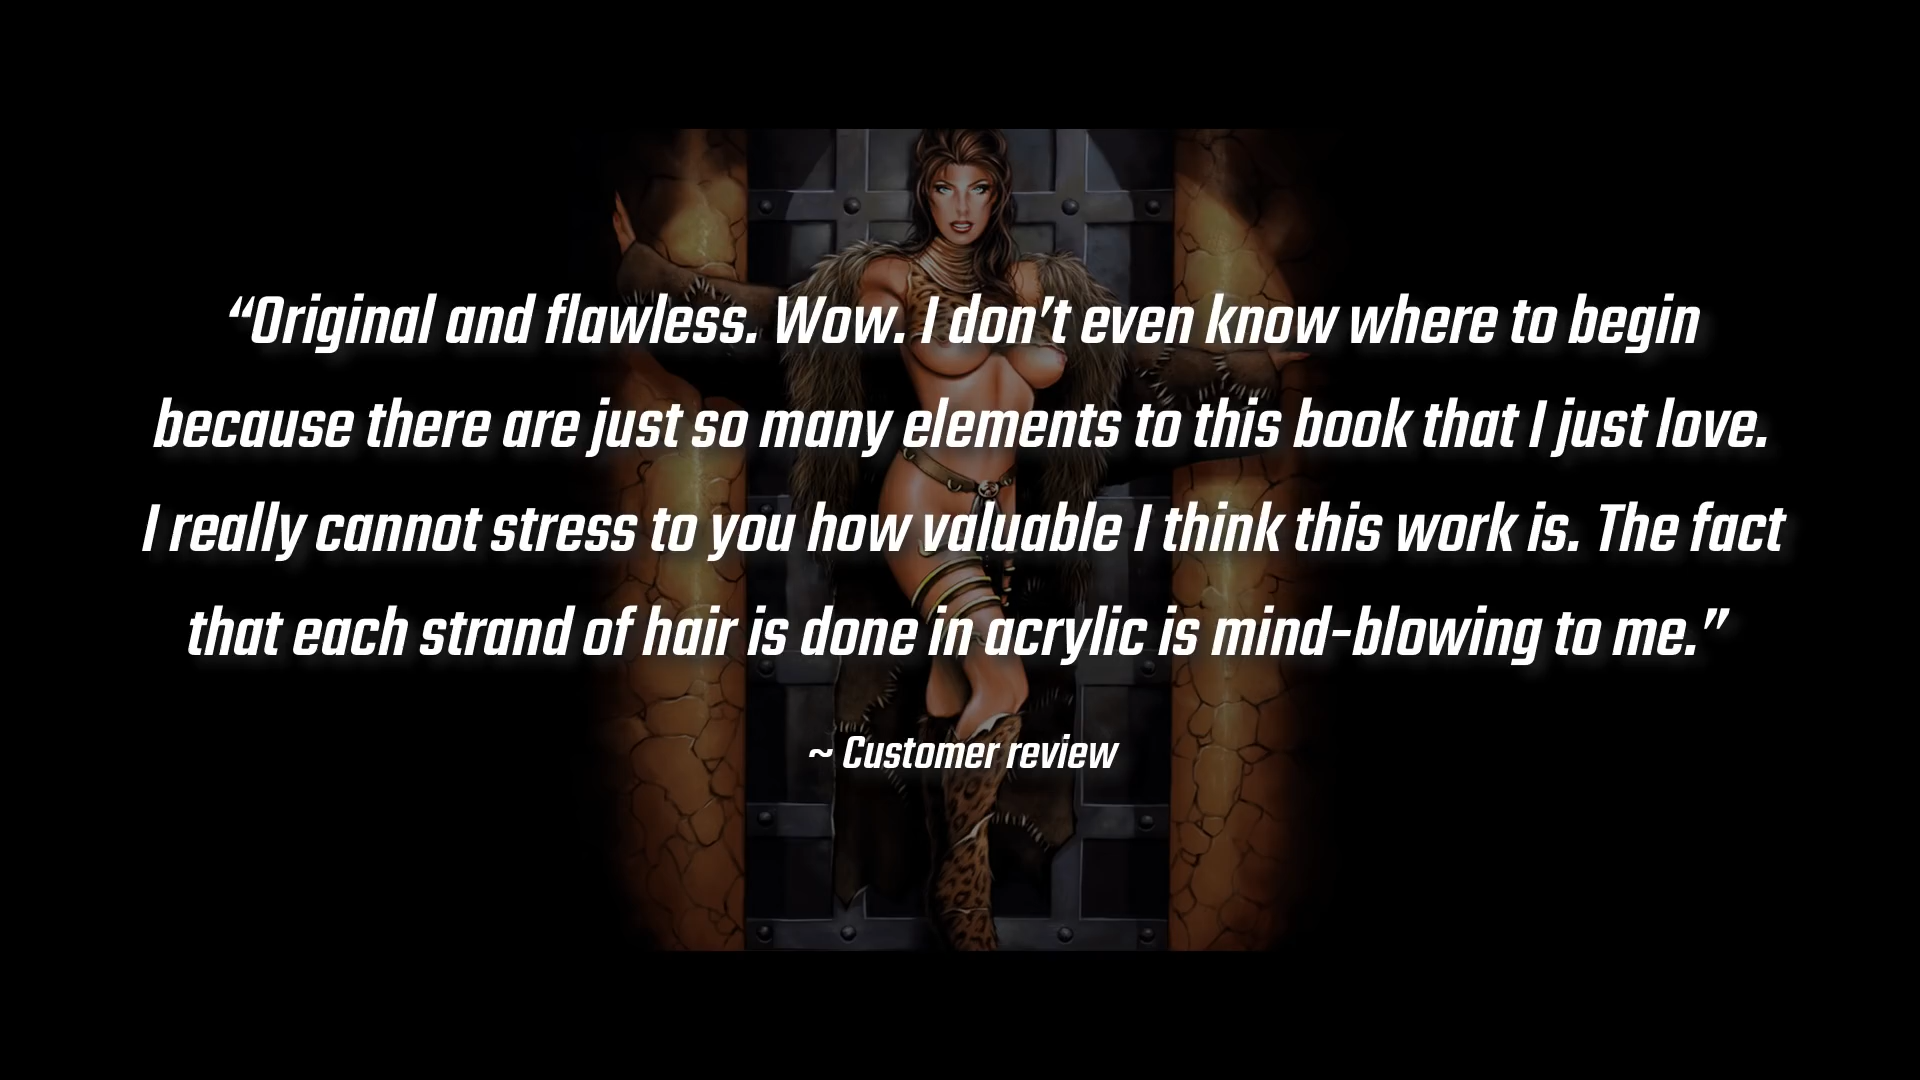 “Original and flawless. Wow. I don’t even know where to begin
because there are just so many elements to this book that I just love.
I really cannot stress to you how valuable I think this work is. The fact
that each strand of hair is done in acrylic is mind-blowing to me.”
~ Customer review